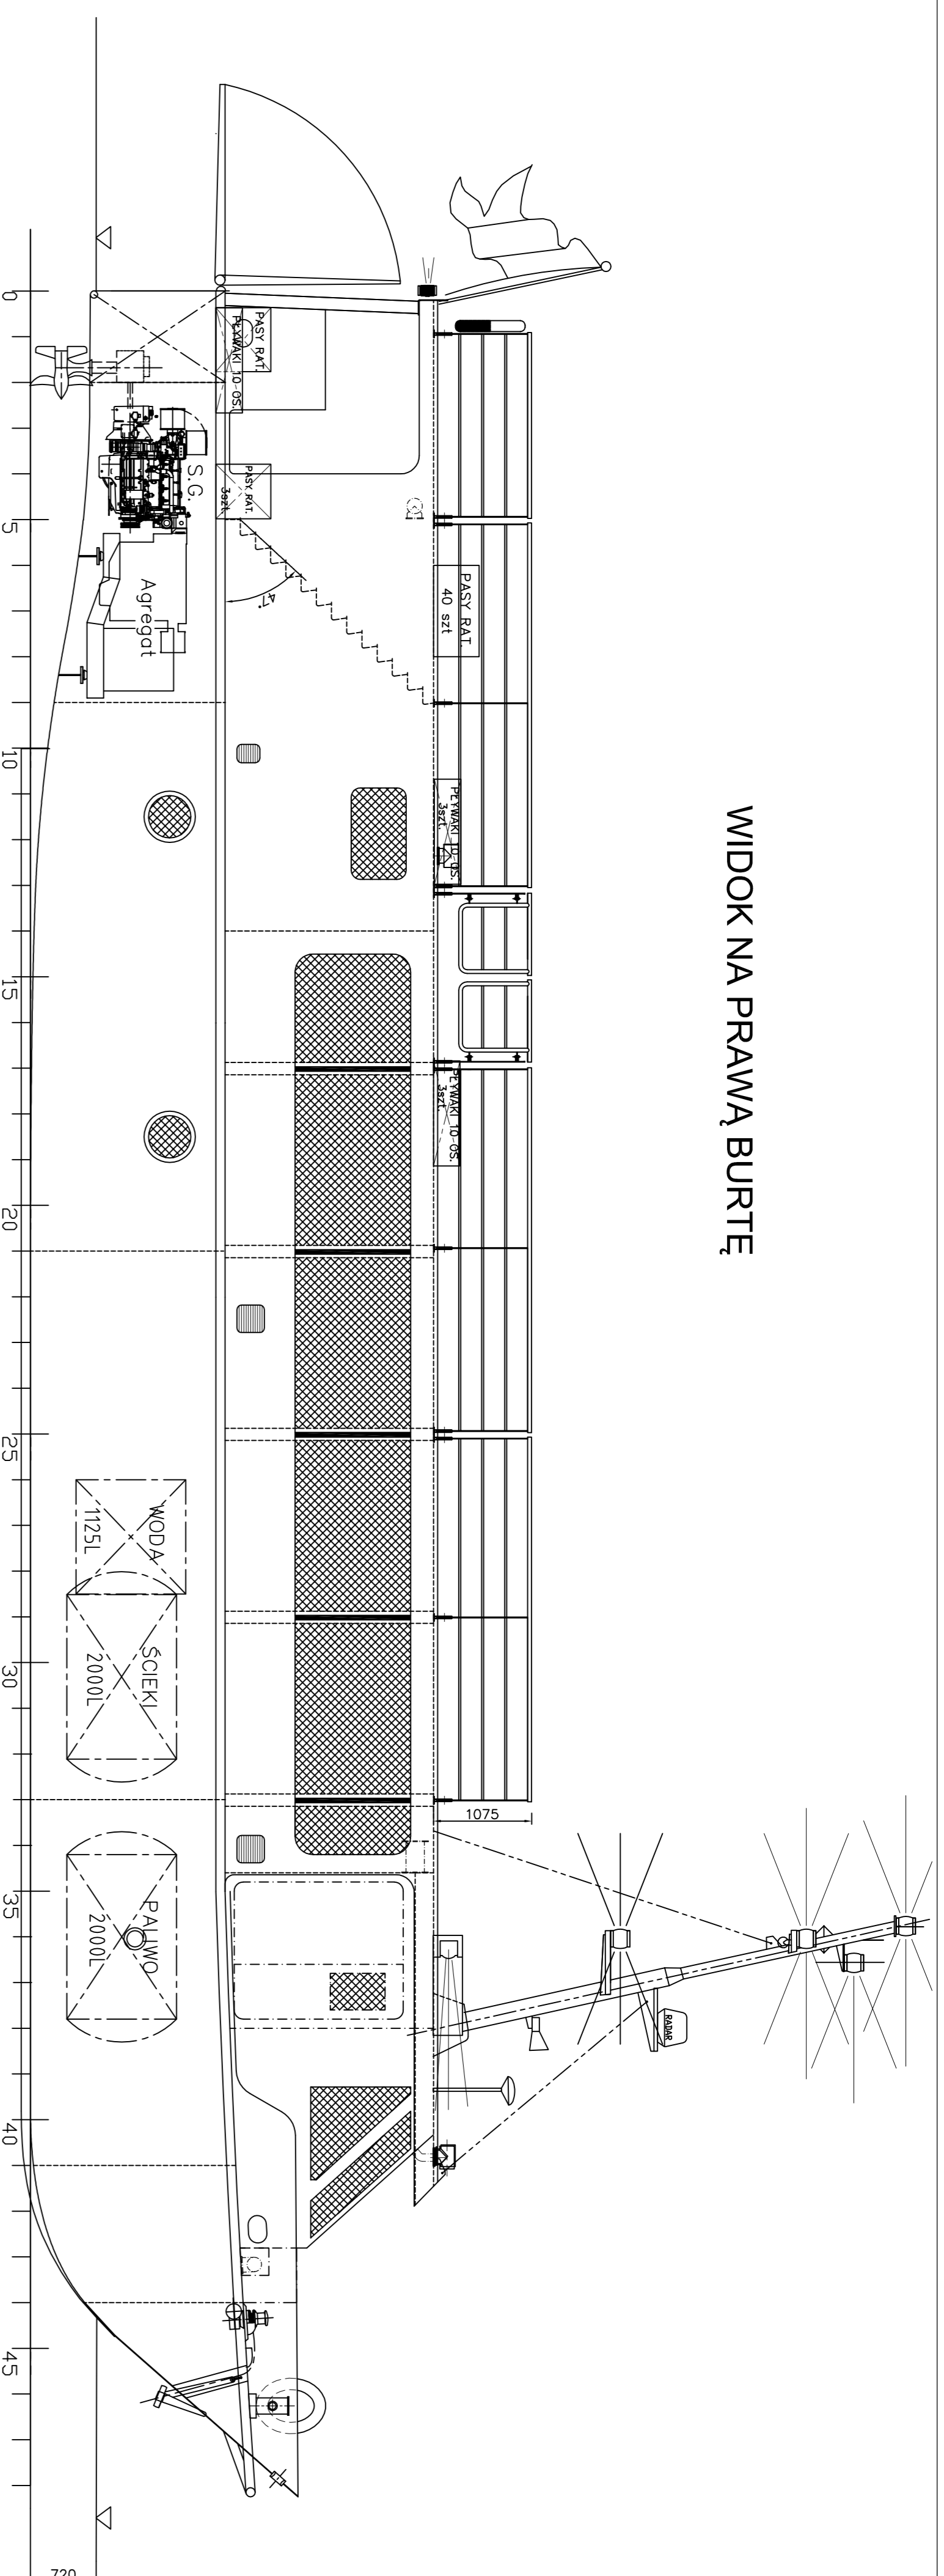 WIDOK NA PRAWĄ BURTĘ
RADAR
1075
PASY RAT.
40 szt
PŁYWAKI 10-OS.
3szt.
PŁYWAKI 10-OS.
3szt.
PASY RAT.
PŁYWAKI 10-OS.
PASY RAT.
3szt.
47°
S.G.
Agregat
WODA
1125L
ŚCIEKI
2000L
PALIWO
2000L
720
0
5
10
15
20
25
30
35
40
45